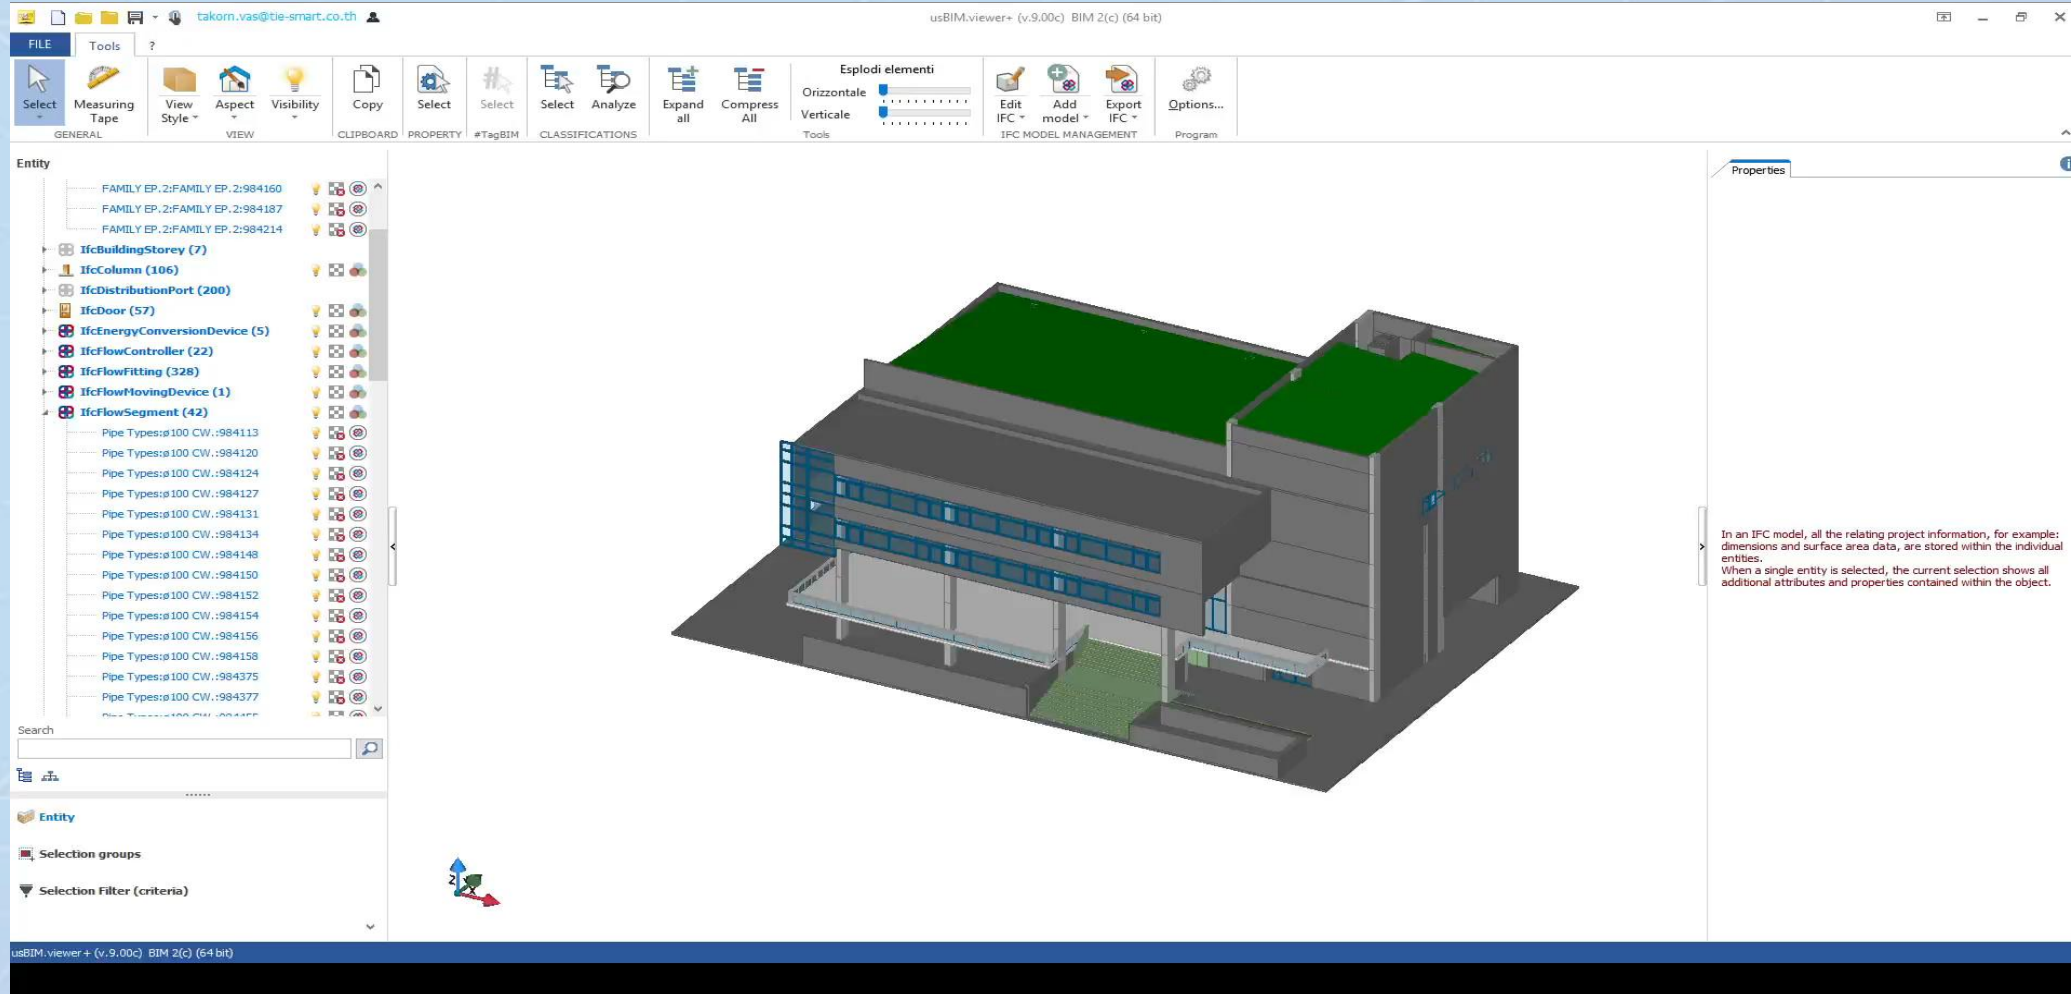 takorn.vas@tie-smart.co.th
usBIM.viewer+ (v.9.00c) BIM 2(c) (64 bit)
FILE Tools ?
Select
Measuring Tape
View Style
Aspect
Visibility
Copy
Select
Select
Select
Analyze
Expand all
Compress All
Esplodi elementi
Orizzontale
Verticale
Edit IFC
Add model
Export IFC
Options...
GENERAL VIEW CLIPBOARD PROPERTY #TagBIM CLASSIFICATIONS Tools IFC MODEL MANAGEMENT Program
Entity
FAMILY EP.2:FAMILY EP.2:984160
FAMILY EP.2:FAMILY EP.2:984187
FAMILY EP.2:FAMILY EP.2:984214
IfcBuildingStorey (7)
IfcColumn (106)
IfcDistributionPort (200)
IfcDoor (57)
IfcEnergyConversionDevice (5)
IfcFlowController (22)
IfcFlowFitting (328)
IfcFlowMovingDevice (1)
IfcFlowSegment (42)
Pipe Types:ø100 CW.:984113
Pipe Types:ø100 CW.:984120
Pipe Types:ø100 CW.:984124
Pipe Types:ø100 CW.:984127
Pipe Types:ø100 CW.:984131
Pipe Types:ø100 CW.:984134
Pipe Types:ø100 CW.:984148
Pipe Types:ø100 CW.:984150
Pipe Types:ø100 CW.:984152
Pipe Types:ø100 CW.:984154
Pipe Types:ø100 CW.:984156
Pipe Types:ø100 CW.:984158
Pipe Types:ø100 CW.:984375
Pipe Types:ø100 CW.:984377
Search
Entity
Selection groups
Selection Filter (criteria)
Z
Properties
In an IFC model, all the relating project information, for example:
dimensions and surface area data, are stored within the individual
entities.
When a single entity is selected, the current selection shows all
additional attributes and properties contained within the object.
usBIM.viewer+ (v.9.00c) BIM 2(c) (64 bit)